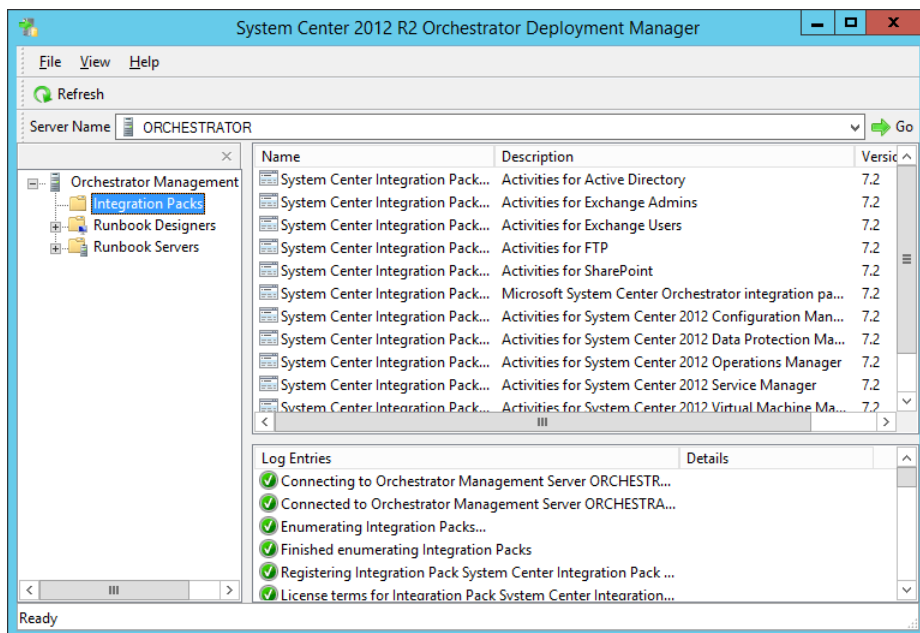 System Center 2012 R2 Orchestrator Deployment Manager
File View Help
Refresh
Server Name ORCHESTRATOR Go
Orchestrator Management
Integration Packs
Runbook Designers
Runbook Servers
Name Description Versic
System Center Integration Pack... Activities for Active Directory 7.2
System Center Integration Pack... Activities for Exchange Admins 7.2
System Center Integration Pack... Activities for Exchange Users 7.2
System Center Integration Pack... Activities for FTP 7.2
System Center Integration Pack... Activities for SharePoint 7.2
System Center Integration Pack... Microsoft System Center Orchestrator integration pa... 7.2
System Center Integration Pack... Activities for System Center 2012 Configuration Man... 7.2
System Center Integration Pack... Activities for System Center 2012 Data Protection Ma... 7.2
System Center Integration Pack... Activities for System Center 2012 Operations Manager 7.2
System Center Integration Pack... Activities for System Center 2012 Service Manager 7.2
System Center Integration Pack... Activities for System Center 2012 Virtual Machine Ma... 7.2
Log Entries Details
Connecting to Orchestrator Management Server ORCHESTR...
Connected to Orchestrator Management Server ORCHESTRA...
Enumerating Integration Packs...
Finished enumerating Integration Packs
Registering Integration Pack System Center Integration Pack ...
License terms for Integration Pack System Center Integration...
Ready